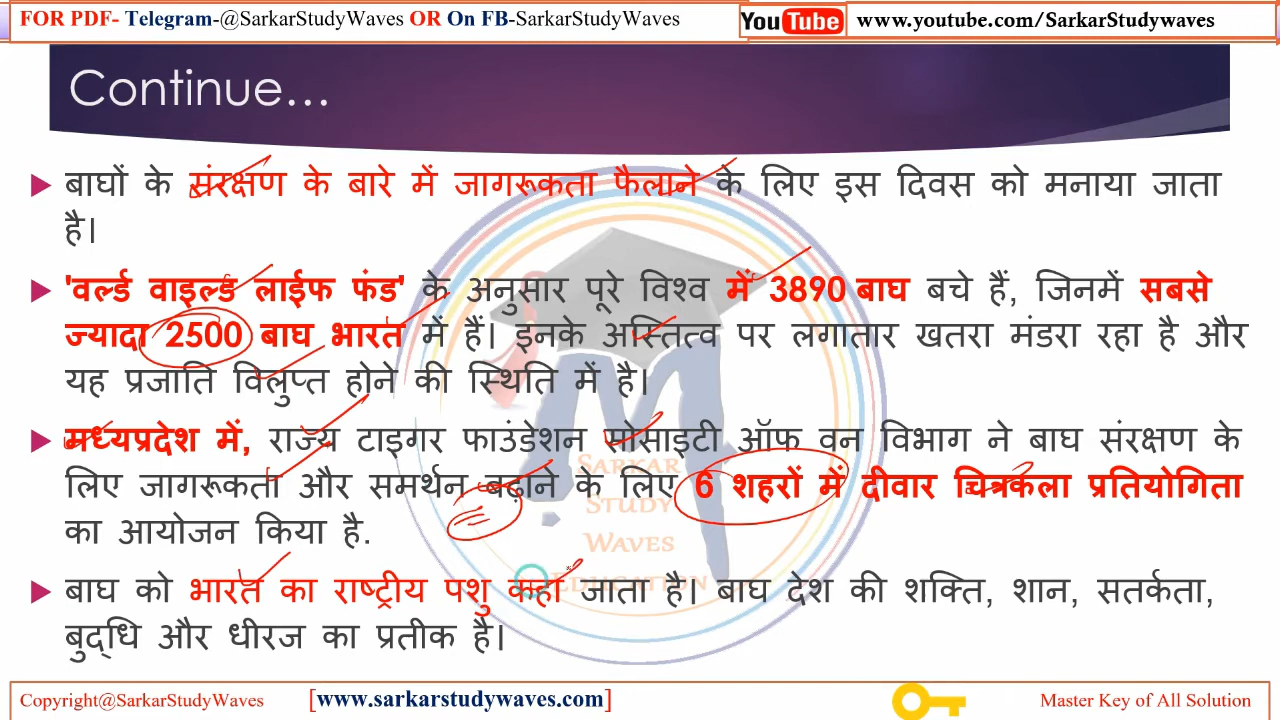 FOR PDF- Telegram-@SarkarStudyWaves OR On FB-SarkarStudyWaves
YouTube
www.youtube.com/SarkarStudywaves
Continue...
बाघों के संरक्षण के बारे में जागरूकता फैलाने के लिए इस दिवस को मनाया जाता
है।
'वर्ल्ड वाइल्ड लाईफ फंड' के अनुसार पूरे विश्व में 3890 बाघ बचे हैं, जिनमें सबसे
ज्यादा 2500 बाघ भारत में हैं। इनके अस्तित्व पर लगातार खतरा मंडरा रहा है और
यह प्रजाति विलुप्त होने की स्थिति में है।
मध्यप्रदेश में, राज्य टाइगर फाउंडेशन सोसाइटी ऑफ वन विभाग ने बाघ संरक्षण के
लिए जागरूकता और समर्थन बढ़ाने के लिए 6 शहरों में दीवार चित्रकला प्रतियोगिता
का आयोजन किया है.
बाघ को भारत का राष्ट्रीय पशु कहा जाता है। बाघ देश की शक्ति, शान, सतर्कता,
बुद्धि और धीरज का प्रतीक है।
SARKAR
STUDY
WAVES
EDUCATION
Copyright@SarkarStudyWaves
[www.sarkarstudywaves.com]
Master Key of All Solution